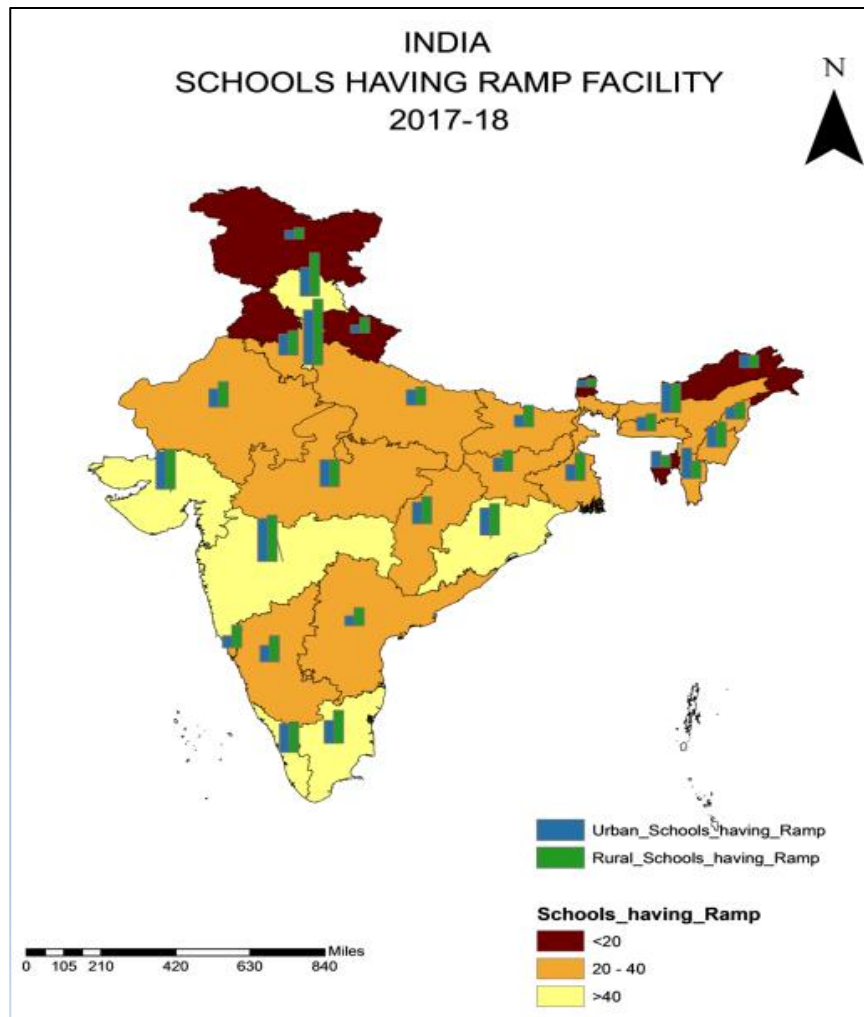 INDIA
SCHOOLS HAVING RAMP FACILITY
2017-18
N
Urban_Schools_having_Ramp
Rural_Schools_having_Ramp
Schools_having_Ramp
<20
20 - 40
>40
Miles
0 105 210 420 630 840